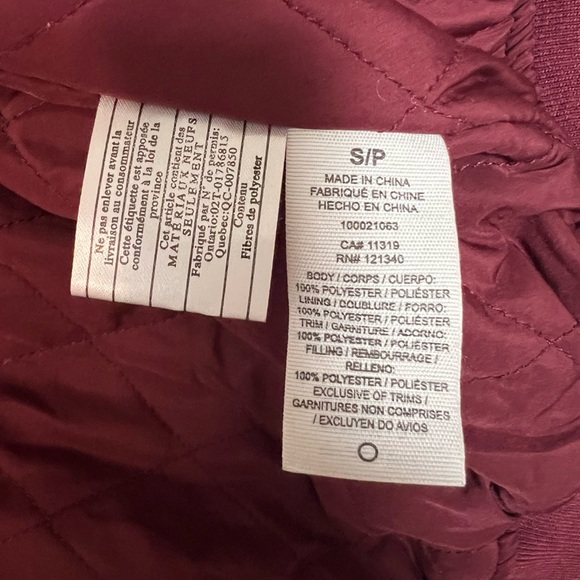 Ne pas enlever avant la
livraison au consommateur
Cette étiquette est apposée
conformément à la loi de la
province
Cet article contient des
MATÉRIAUX NEUFS
SEULEMENT
Fabriqué par N° de permis:
Ontario:02T-01786815
Quebec:QC-007850
Contenu
Fibres de polyester
S/P
MADE IN CHINA
FABRIQUÉ EN CHINE
HECHO EN CHINA
100021063
CA# 11319
RN# 121340
BODY / CORPS / CUERPO:
100% POLYESTER / POLIÉSTER
LINING / DOUBLURE / FORRO:
100% POLYESTER / POLIÉSTER
TRIM / GARNITURE / ADORNO:
100% POLYESTER / POLIÉSTER
FILLING / REMBOURRAGE /
RELLENO:
100% POLYESTER / POLIÉSTER
EXCLUSIVE OF TRIMS /
GARNITURES NON COMPRISES
/ EXCLUYEN DO AVIOS